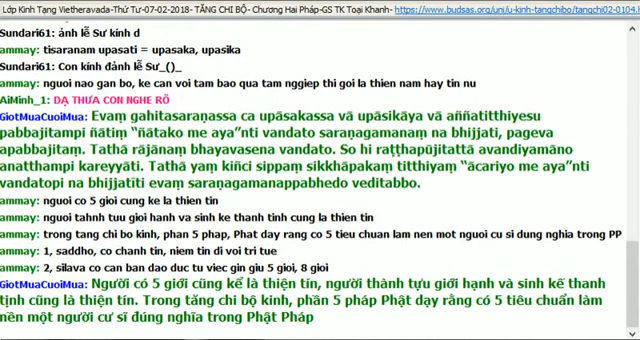 Lớp Kinh Tạng Vietheravada-Thứ Tư-07-02-2018- TĂNG CHI BỘ- Chương Hai Pháp-GS TK Toại Khanh- https://www.budsas.org/uni/u-kinh-tangchibo/tangchi02-0104.h
Sundari61: ảnh lễ Sư kính d
ammay: tisaranam upasati = upasaka, upasika
Sundari61: Con kính đảnh lễ Sư_()_
ammay: nguoi nao gan bo, ke can voi tam bao qua tam nggiep thi goi la thien nam hay tin nu
AiMinh_1: DẠ THƯA CON NGHE RÕ
GiotMuaCuoiMua: Evaṃ gahitasaraṇassa ca upāsakassa vā upāsikāya vā aññatitthiyesu
pabbajitampi ñātiṃ “ñātako me aya”nti vandato saraṇagamanaṃ na bhijjati, pageva
apabbajitaṃ. Tathā rājānaṃ bhayavasena vandato. So hi raṭṭhapūjitattā avandiyamāno
anatthampi kareyyāti. Tathā yaṃ kiñci sippaṃ sikkhāpakaṃ titthiyaṃ “ācariyo me aya”nti
vandatopi na bhijjatīti evaṃ saraṇagamanappabhedo veditabbo.
ammay: nguoi co 5 gioi cung ke la thien tin
ammay: nguoi tahnh tuu gioi hanh va sinh ke thanh tinh cung la thien tin
ammay: trong tang chi bo kinh, phan 5 phap, Phat day rang co 5 tieu chuan lam nen mot nguoi cu si dung nghia trong PP
ammay: 1, saddho, co chanh tin, niem tin di voi tri tue
ammay: 2, silava co can ban dao duc tu viec gin giu 5 gioi, 8 gioi
GiotMuaCuoiMua: Người có 5 giới cũng kể là thiện tín, người thành tựu giới hạnh và sinh kế thanh
tịnh cũng là thiện tín. Trong tăng chi bộ kinh, phần 5 pháp Phật dạy rằng có 5 tiêu chuẩn làm
nền một người cư sĩ đúng nghĩa trong Phật Pháp